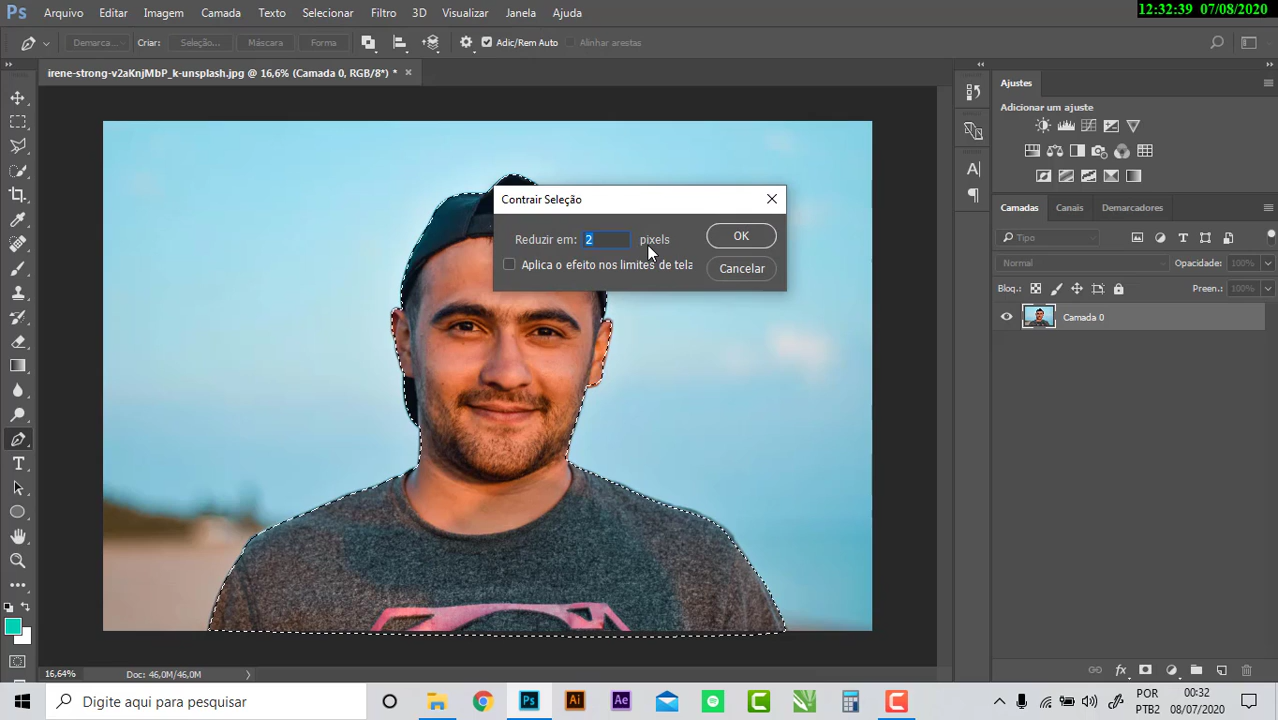 Ps Arquivo Editar Imagem Camada Texto Selecionar Filtro 3D Visualizar Janela Ajuda
12:32:39 07/08/2020
Demarca... Criar: Seleção... Máscara Forma Adic/Rem Auto Alinhar arestas
irene-strong-v2aKnjMbP_k-unsplash.jpg @ 16,6% (Camada 0, RGB/8*) *
Contrair Seleção
Reduzir em: 2 pixels
OK
Aplica o efeito nos limites de tela
Cancelar
Ajustes
Adicionar um ajuste
Camadas Canais Demarcadores
Tipo
Normal Opacidade: 100%
Bloq.: Preen.: 100%
Camada 0
16,64% Doc: 46,0M/46,0M
Digite aqui para pesquisar
Ps Ai Ae
POR
PTB2
00:32
08/07/2020